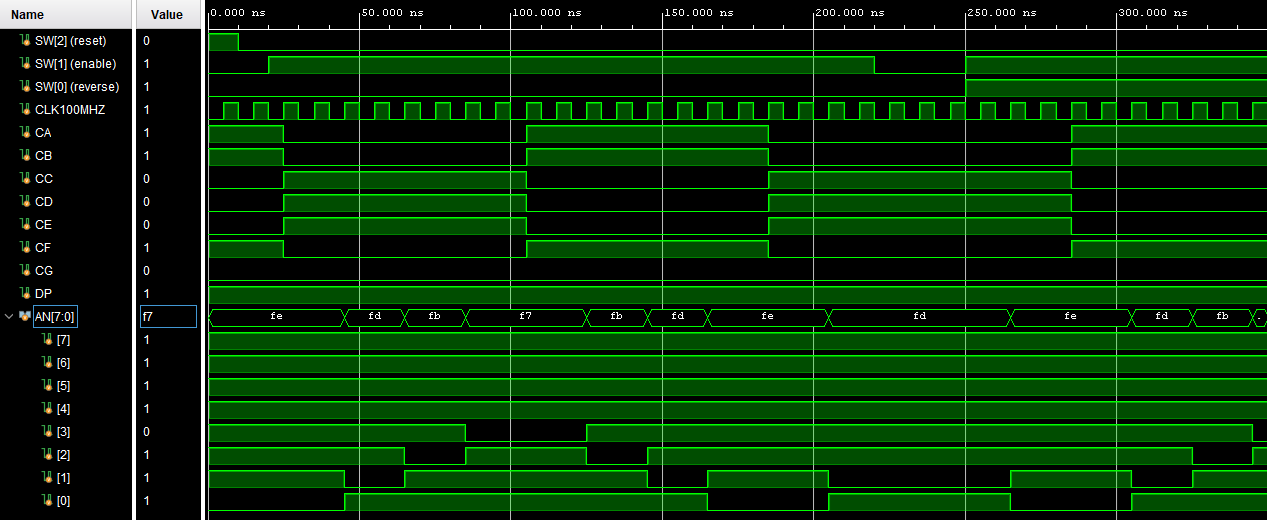 Name Value 0.000 ns 50.000 ns 100.000 ns 150.000 ns 200.000 ns 250.000 ns 300.000 ns
SW[2] (reset) 0
SW[1] (enable) 1
SW[0] (reverse) 1
CLK100MHZ 1
CA 1
CB 1
CC 0
CD 0
CE 0
CF 1
CG 0
DP 1
AN[7:0] f7 fe fd fb f7 fb fd fe fd fe fd fb .
[7] 1
[6] 1
[5] 1
[4] 1
[3] 0
[2] 1
[1] 1
[0] 1